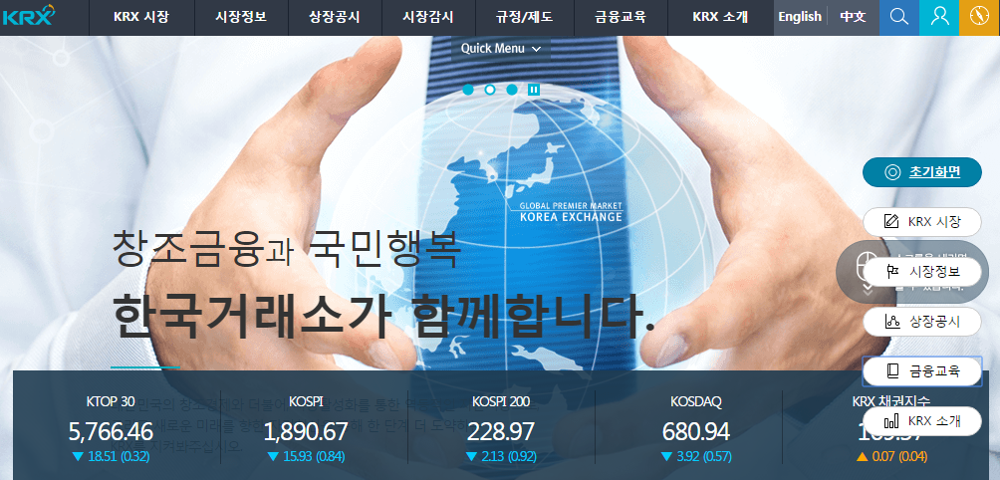 KRX
KRX 시장
시장정보
상장공시
시장감시
규정/제도
금융교육
KRX 소개
English
中文
Quick Menu
GLOBAL PREMIER MARKET
KOREA EXCHANGE
초기화면
KRX 시장
시장정보
상장공시
금융교육
KRX 소개
창조금융과 국민행복
한국거래소가 함께합니다.
KTOP 30
5,766.46
▼ 18.51 (0.32)
KOSPI
1,890.67
▼ 15.93 (0.84)
KOSPI 200
228.97
▼ 2.13 (0.92)
KOSDAQ
680.94
▼ 3.92 (0.57)
KRX 채권지수
▲ 0.07 (0.04)